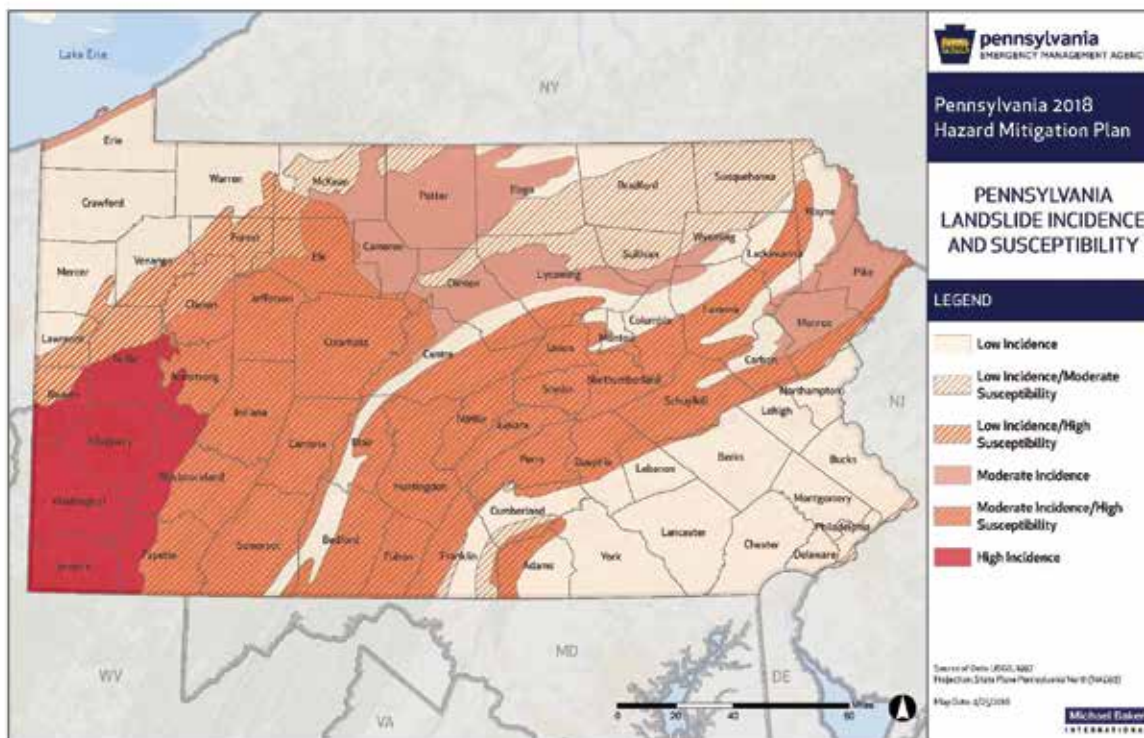 pennsylvania
PEMA
EMERGENCY MANAGEMENT AGENC
Pennsylvania 2018
Hazard Mitigation Plan
PENNSYLVANIA
LANDSLIDE INCIDENCE
AND SUSCEPTIBILITY
LEGEND
Low Incidence
Low Incidence/Moderate
Susceptibility
Low Incidence/High
Susceptibility
Moderate Incidence
Moderate Incidence/High
Susceptibility
High Incidence
Michael Baker
INTERNATIONA
Lake Erie
NY
Erie
Warren
McKean
Potter
Tioga
Bradford
Susquehanna
Crawford
Wayne
Forrest
Cameron
Wyoming
Sullivan
Lackawanna
Mercer
Venango
Elk
Lycoming
Pike
Clinton
Clarion
Jefferson
Luzerne
Columbia
Monroe
Lawrence
Clearfield
Centre
Union
Montour
Carbon
Butler
Armstrong
Snyder
Northumberland
Northampton
Beaver
Schuylkill
NJ
Indiana
Mifflin
Juniata
Lehigh
Allegheny
Cambria
Blair
Perry
Dauphin
Berks
Bucks
Westmoreland
Huntingdon
Lebanon
Washington
Cumberland
Montgomery
Philadelphia
Fayette
Somerset
Bedford
Fulton
Franklin
Adams
York
Lancaster
Chester
Delaware
Greene
WV
MD
DE
VA
0 20 40 80
Miles